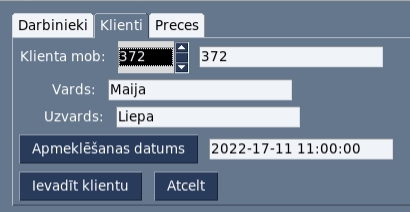 Darbinieki Klienti Preces
Klienta mob: 372 372
Vards: Maija
Uzvards: Liepa
Apmeklēšanas datums 2022-17-11 11:00:00
Ievadīt klientu Atcelt